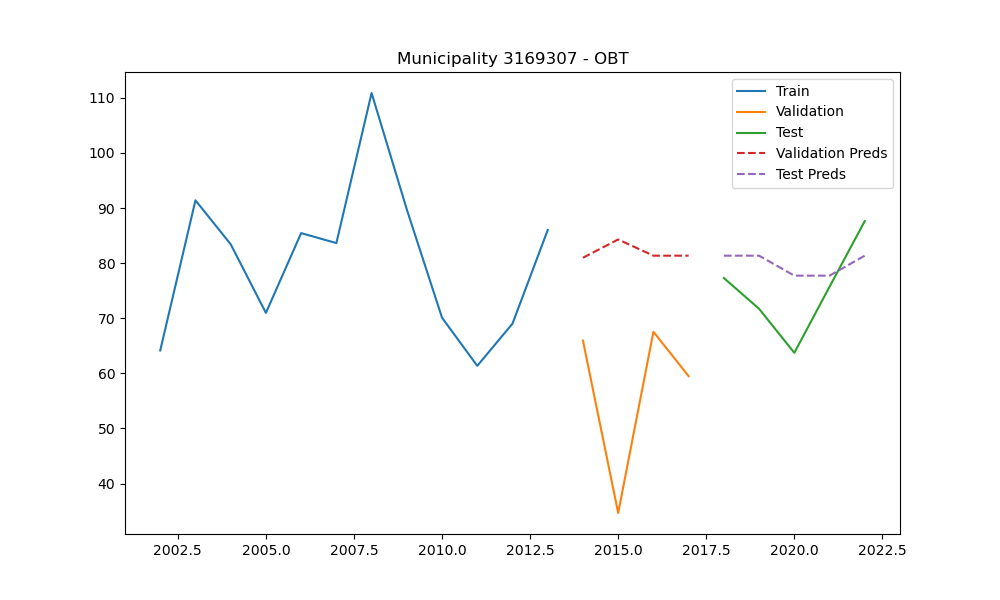 Municipality 3169307 - OBT
110
100
90
80
70
60
50
40
Train
Validation
Test
Validation Preds
Test Preds
2002.5 2005.0 2007.5 2010.0 2012.5 2015.0 2017.5 2020.0 2022.5